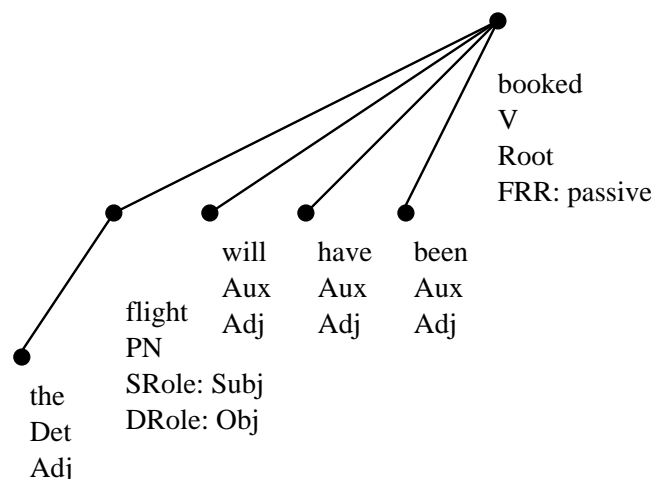 booked
V
Root
FRR: passive
will
Aux
Adj
have
Aux
Adj
been
Aux
Adj
flight
PN
SRole: Subj
DRole: Obj
the
Det
Adj